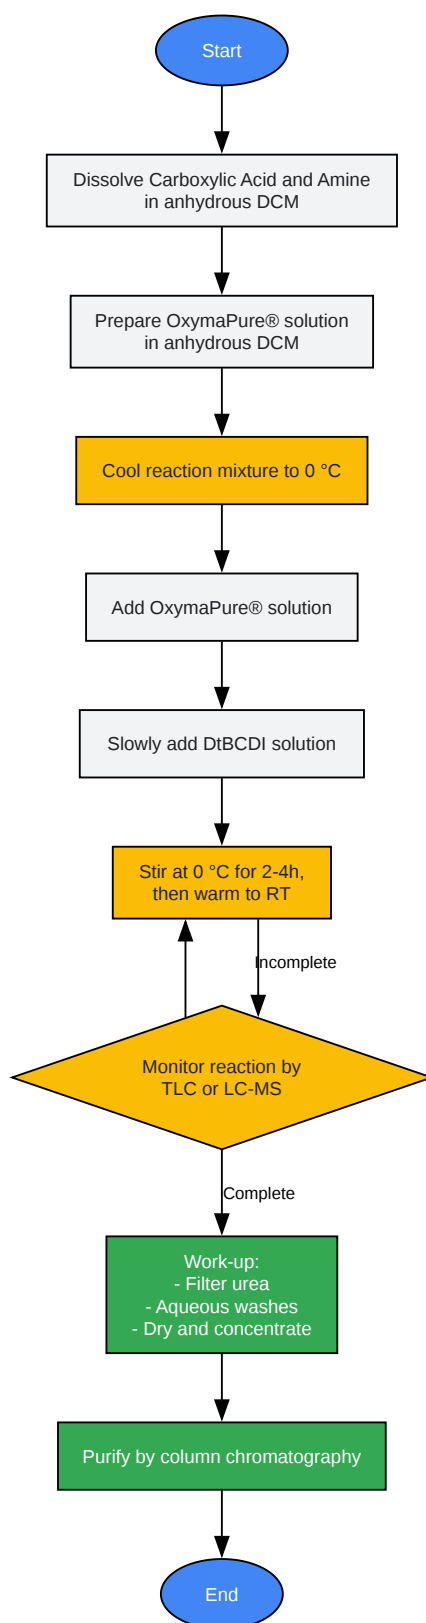 Start
Dissolve Carboxylic Acid and Amine
in anhydrous DCM
Prepare OxymaPure® solution
in anhydrous DCM
Cool reaction mixture to 0 °C
Add OxymaPure® solution
Slowly add DtBCDI solution
Stir at 0 °C for 2-4h,
then warm to RT
Incomplete
Monitor reaction by
TLC or LC-MS
Complete
Work-up:
- Filter urea
- Aqueous washes
- Dry and concentrate
Purify by column chromatography
End